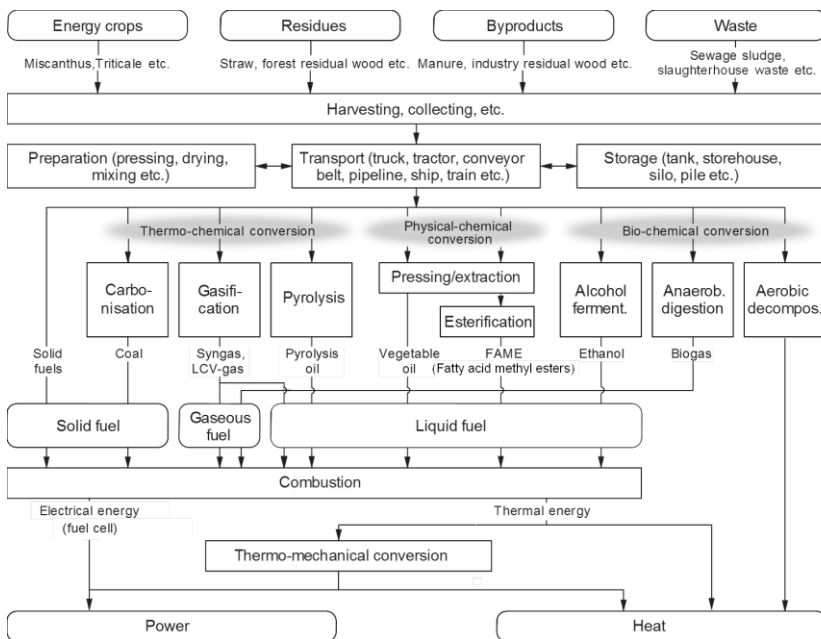 Energy crops
Residues
Byproducts
Waste
Miscanthus,Triticale etc.
Straw, forest residual wood etc.
Manure, industry residual wood etc.
Sewage sludge,
slaughterhouse waste etc.
Harvesting, collecting, etc.
Preparation (pressing, drying,
mixing etc.)
Transport (truck, tractor, conveyor
belt, pipeline, ship, train etc.)
Storage (tank, storehouse,
silo, pile etc.)
Thermo-chemical conversion
Physical-chemical
conversion
Bio-chemical conversion
Carbo-
nisation
Gasifi-
cation
Pyrolysis
Pressing/extraction
Esterification
Alcohol
ferment.
Anaerob.
digestion
Aerobic
decompos.
Solid
fuels
Coal
Syngas,
LCV-gas
Pyrolysis
oil
Vegetable
oil
FAME
(Fatty acid methyl esters)
Ethanol
Biogas
Solid fuel
Gaseous
fuel
Liquid fuel
Combustion
Electrical energy
(fuel cell)
Thermal energy
Thermo-mechanical conversion
Power
Heat